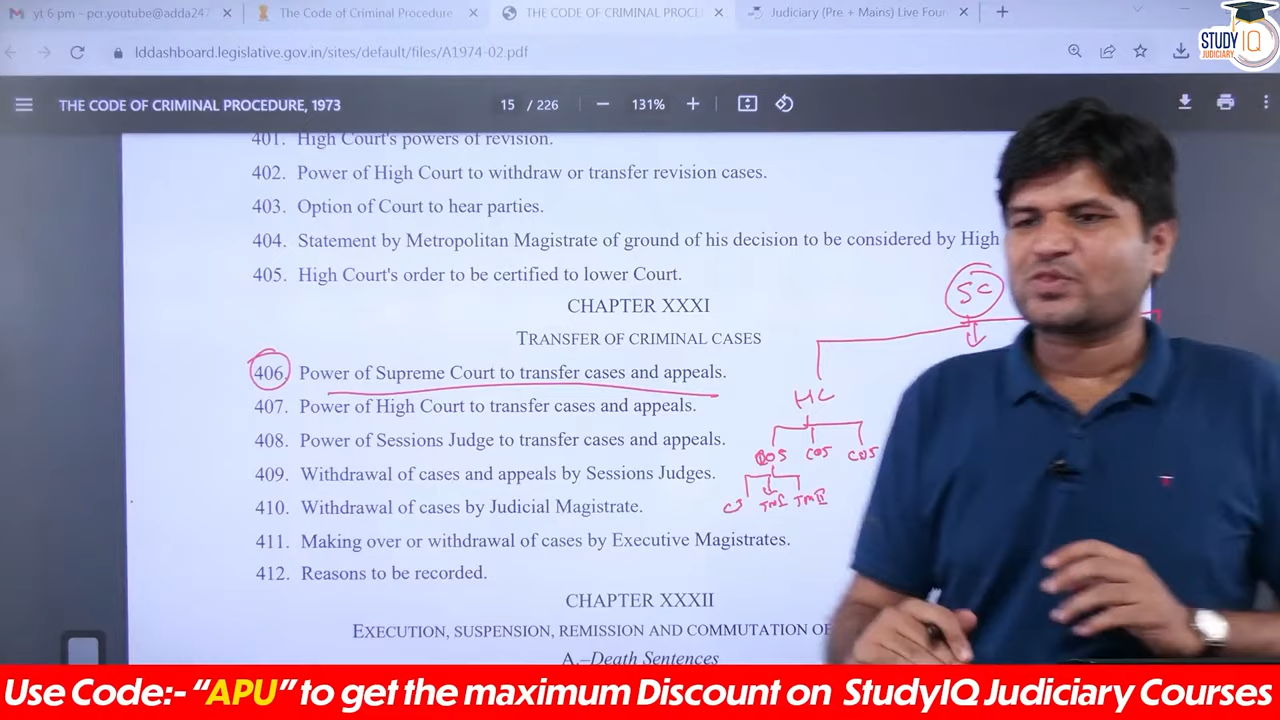 yt 6 pm - pcr.youtube@adda24
The Code of Criminal Procedure
THE CODE OF CRIMINAL PROCE
Judiciary (Pre + Mains) Live Four
STUDY IQ
JUDICIARY
lddashboard.legislative.gov.in/sites/default/files/A1974-02.pdf
THE CODE OF CRIMINAL PROCEDURE, 1973
15 / 226
131%
401. High Court's powers of revision.
402. Power of High Court to withdraw or transfer revision cases.
403. Option of Court to hear parties.
404. Statement by Metropolitan Magistrate of ground of his decision to be considered by High
405. High Court's order to be certified to lower Court.
CHAPTER XXXI
TRANSFER OF CRIMINAL CASES
SC
406. Power of Supreme Court to transfer cases and appeals.
407. Power of High Court to transfer cases and appeals.
HC
408. Power of Sessions Judge to transfer cases and appeals.
COS COS COS
409. Withdrawal of cases and appeals by Sessions Judges.
410. Withdrawal of cases by Judicial Magistrate.
CJ JMI JMII
411. Making over or withdrawal of cases by Executive Magistrates.
412. Reasons to be recorded.
CHAPTER XXXII
EXECUTION, SUSPENSION, REMISSION AND COMMUTATION OF
A.–Death Sentences
Use Code:- “APU” to get the maximum Discount on StudyIQ Judiciary Courses